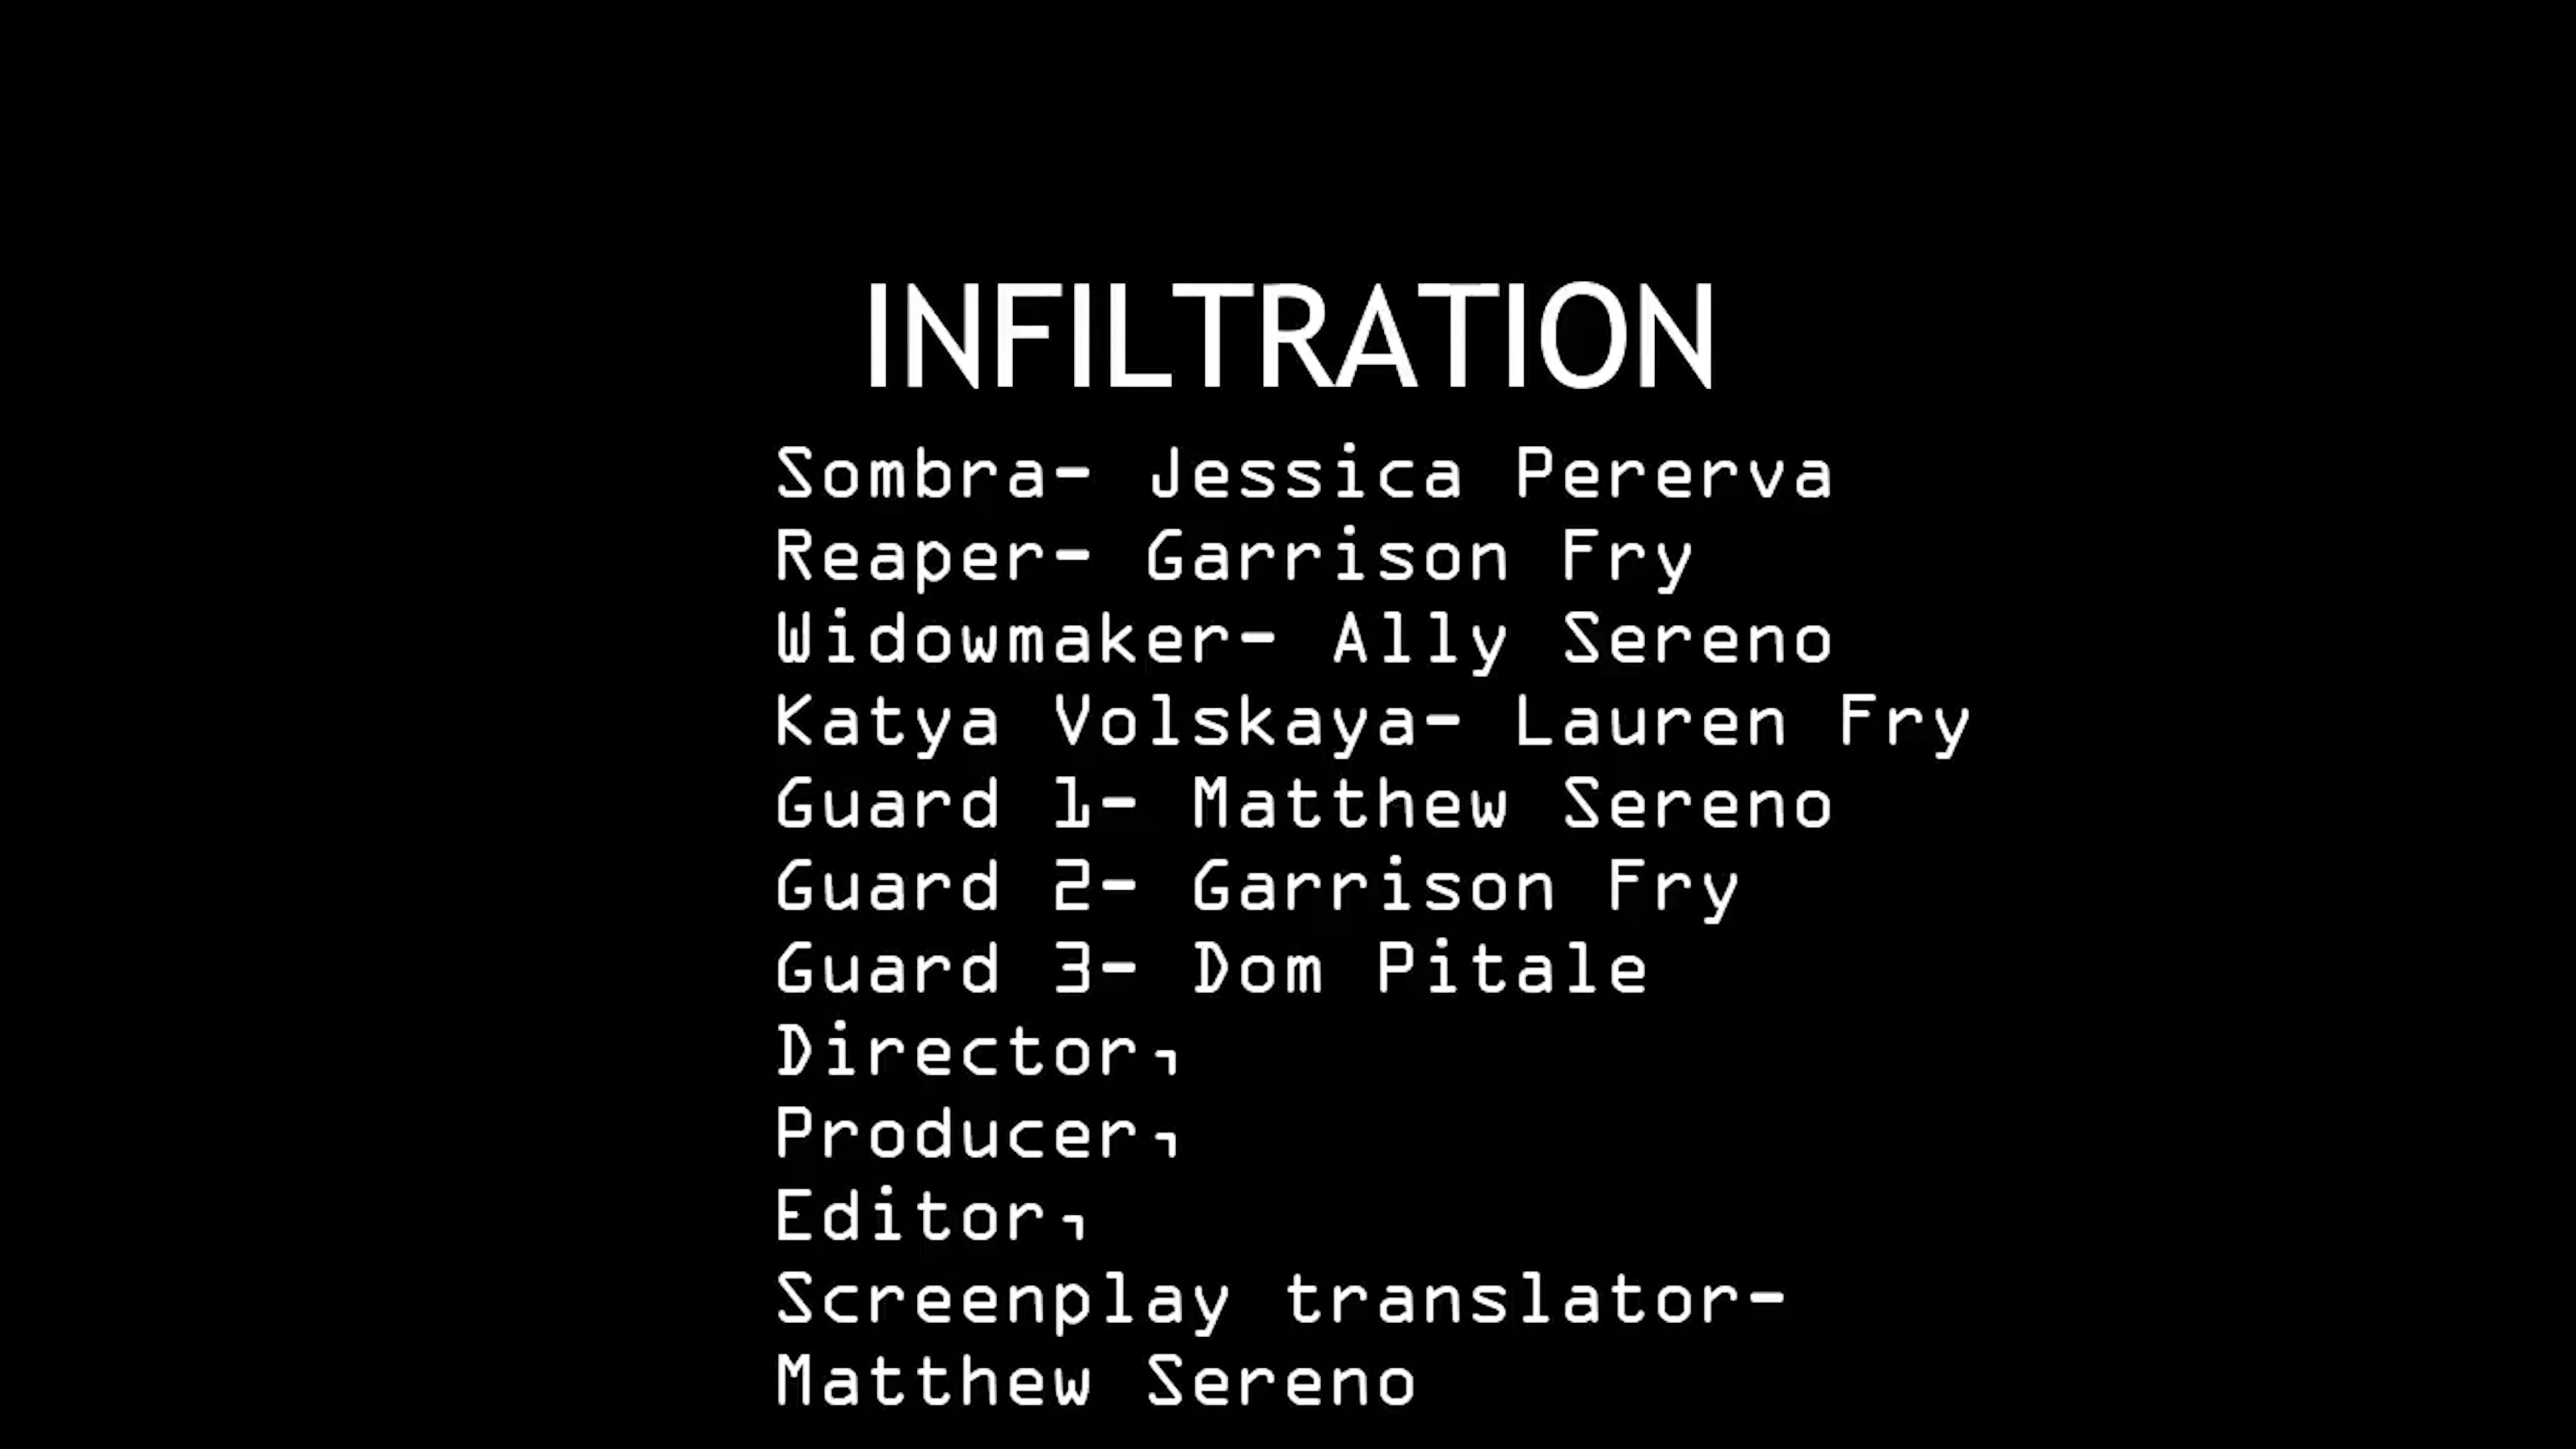 INFILTRATION
Sombra- Jessica Pererva
Reaper- Garrison Fry
Widowmaker- Ally Sereno
Katya Volskaya- Lauren Fry
Guard 1- Matthew Sereno
Guard 2- Garrison Fry
Guard 3- Dom Pitale
Director,
Producer,
Editor,
Screenplay translator-
Matthew Sereno